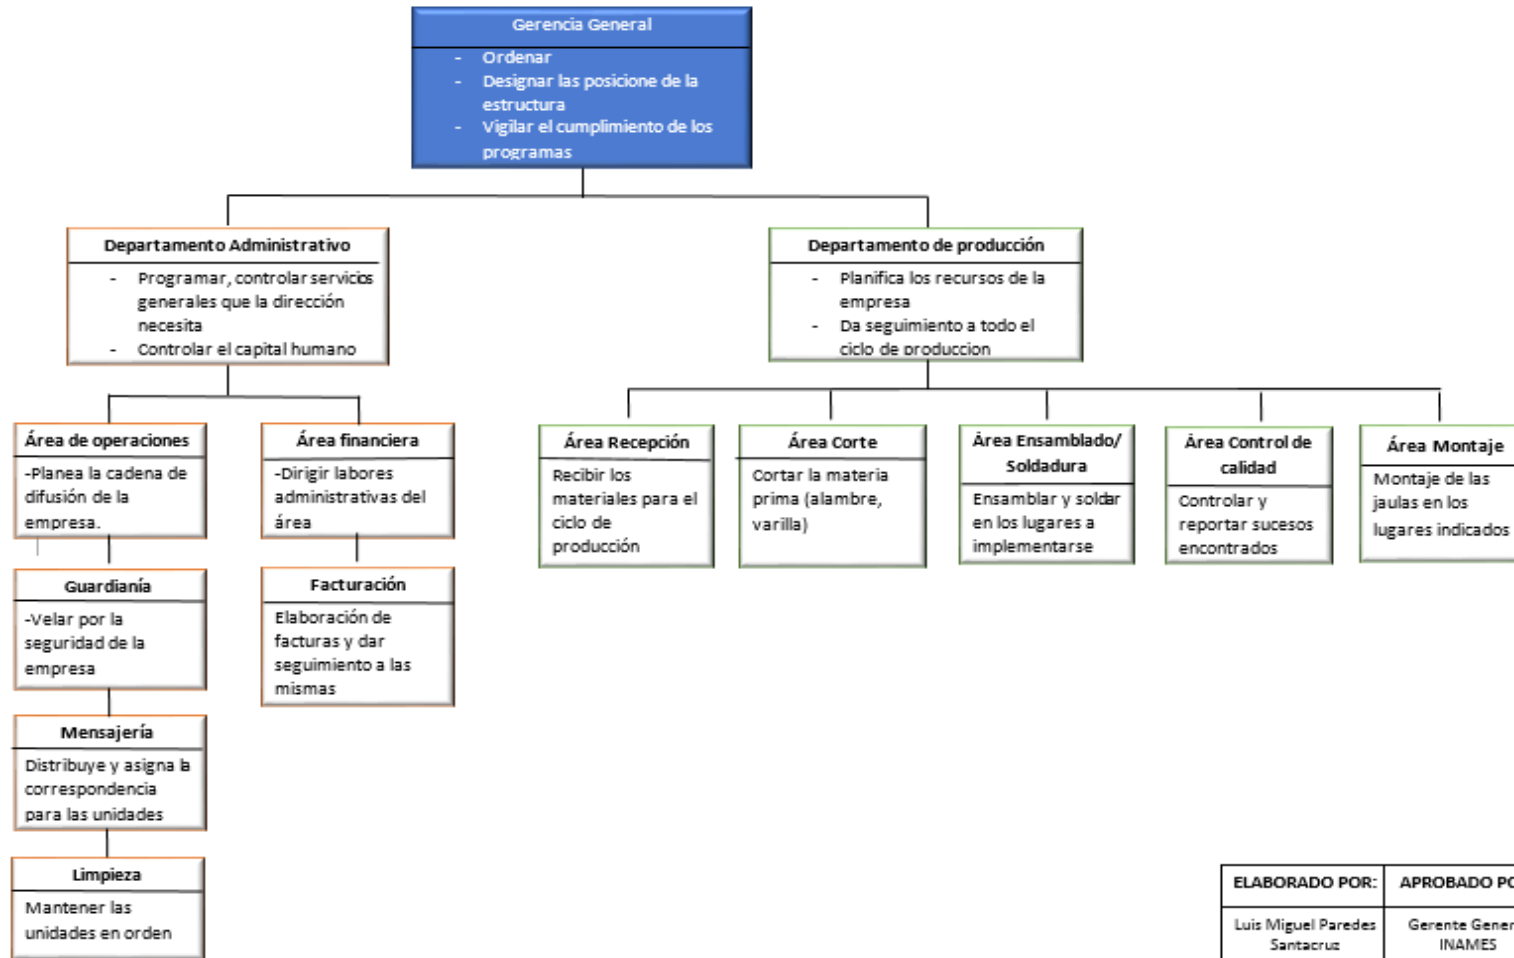 Gerencia General
- Ordenar
- Designar las posicione de la
estructura
- Vigilar el cumplimiento de los
programas
Departamento Administrativo
- Programar, controlar servicios
generales que la dirección
necesita
- Controlar el capital humano
Departamento de producción
- Planifica los recursos de la
empresa
- Da seguimiento a todo el
ciclo de produccion
Área de operaciones
-Planea la cadena de
difusión de la
empresa.
Área financiera
-Dirigir labores
administrativas del
área
Área Recepción
Recibir los
materiales para el
ciclo de
producción
Área Corte
Cortar la materia
prima (alambre,
varilla)
Área Ensamblado/
Soldadura
Ensamblar y soldar
en los lugares a
implementarse
Área Control de
calidad
Controlar y
reportar sucesos
encontrados
Área Montaje
Montaje de las
jaulas en los
lugares indicados
Guardianía
-Velar por la
seguridad de la
empresa
Facturación
Elaboración de
facturas y dar
seguimiento a las
mismas
Mensajería
Distribuye y asigna la
correspondencia
para las unidades
Limpieza
Mantener las
unidades en orden
ELABORADO POR:
Luis Miguel Paredes
Santacruz
APROBADO PO
Gerente Gener
INAMES